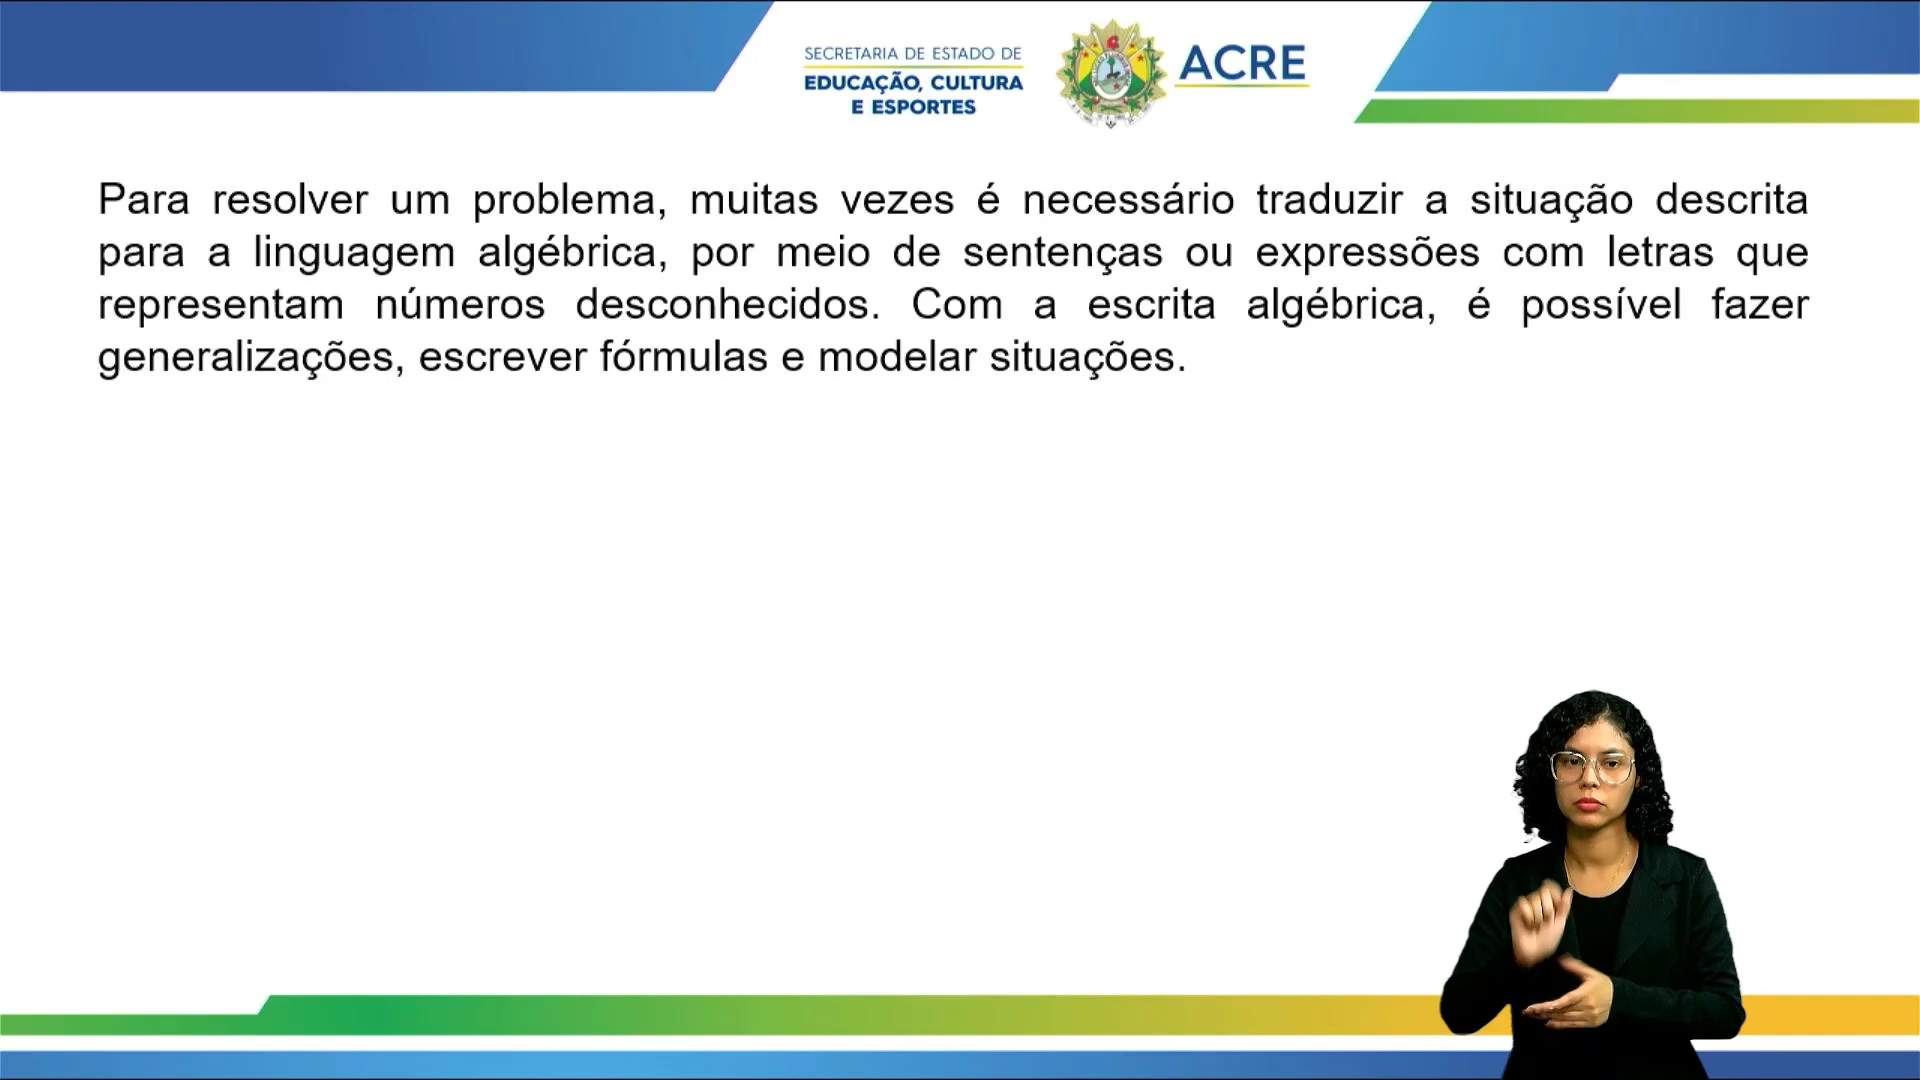 SECRETARIA DE ESTADO DE
EDUCAÇÃO, CULTURA
E ESPORTES
ACRE
Para resolver um problema, muitas vezes é necessário traduzir a situação descrita
para a linguagem algébrica, por meio de sentenças ou expressões com letras que
representam números desconhecidos. Com a escrita algébrica, é possível fazer
generalizações, escrever fórmulas e modelar situações.